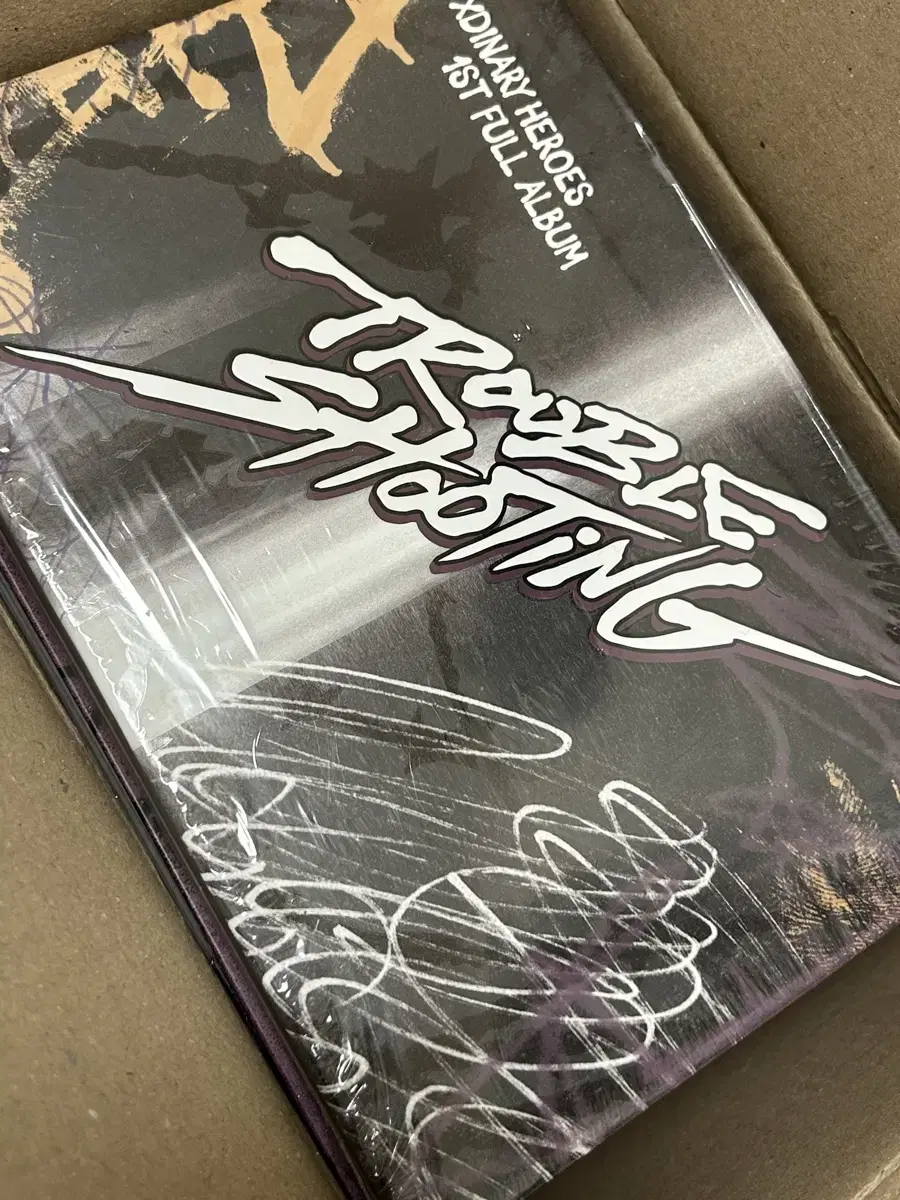 XDINARY HEROES
1ST FULL ALBUM
TROUBLE
SHOOTING